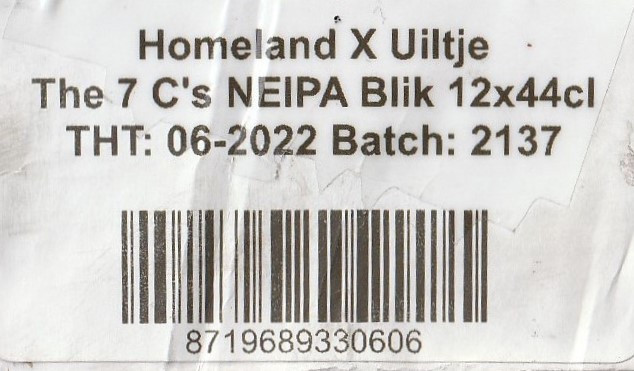 Homeland X Uiltje
The 7 C's NEIPA Blik 12x44cl
THT: 06-2022 Batch: 2137
8719689330606